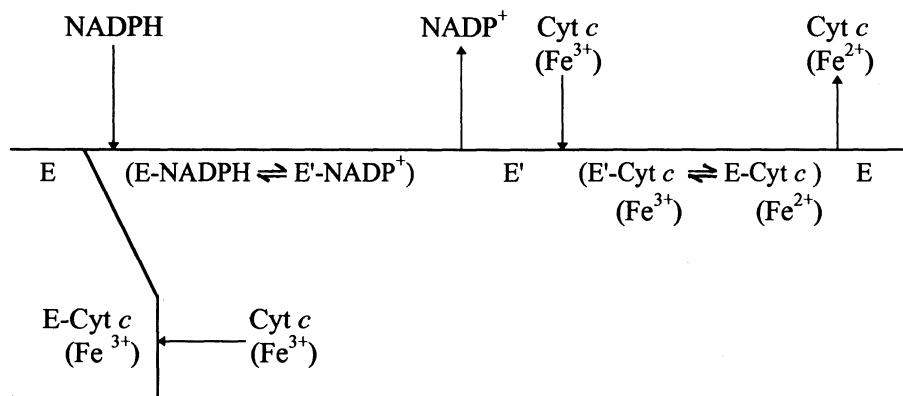 NADPH NADP⁺ Cyt c Cyt c
(Fe³⁺) (Fe²⁺)
E (E-NADPH ⇌ E'-NADP⁺) E' (E'-Cyt c ⇌ E-Cyt c) E
(Fe³⁺) (Fe²⁺)
E-Cyt c Cyt c
(Fe³⁺) (Fe³⁺)